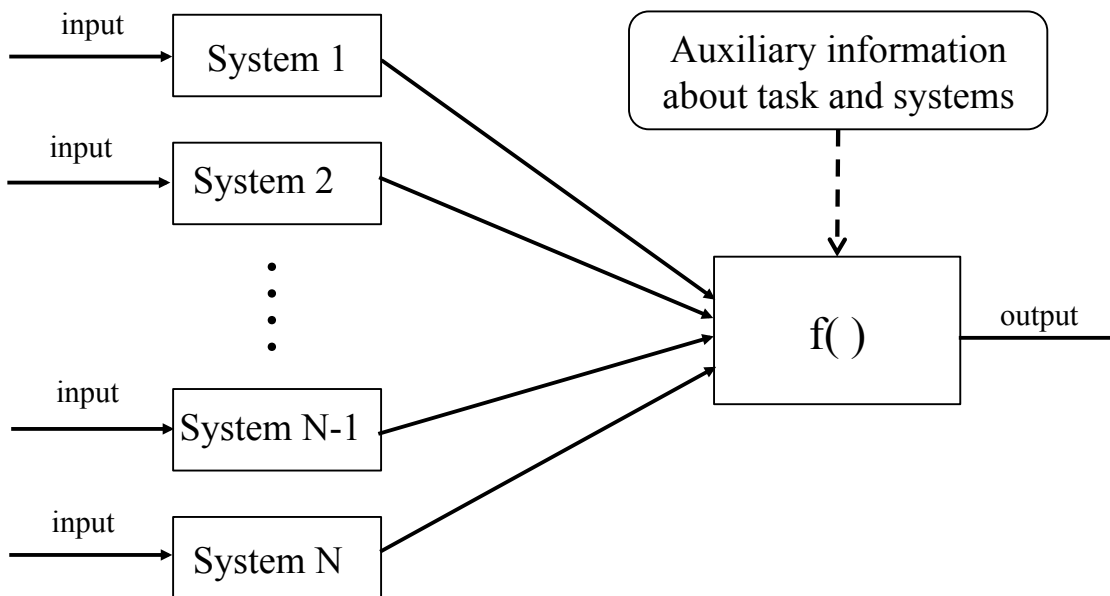 input
System 1
Auxiliary information
about task and systems
input
System 2
f( )
output
input
System N-1
input
System N